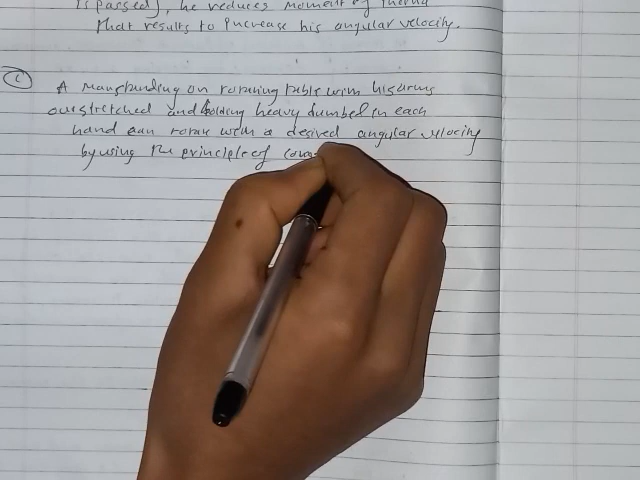 is passed), he reduces moment of inertia
that results to increase his angular velocity.
(c) A man standing on rotating table with his arms
outstretched and holding heavy dumbel in each
hand can rotate with a desired angular velocity
by using the principle of